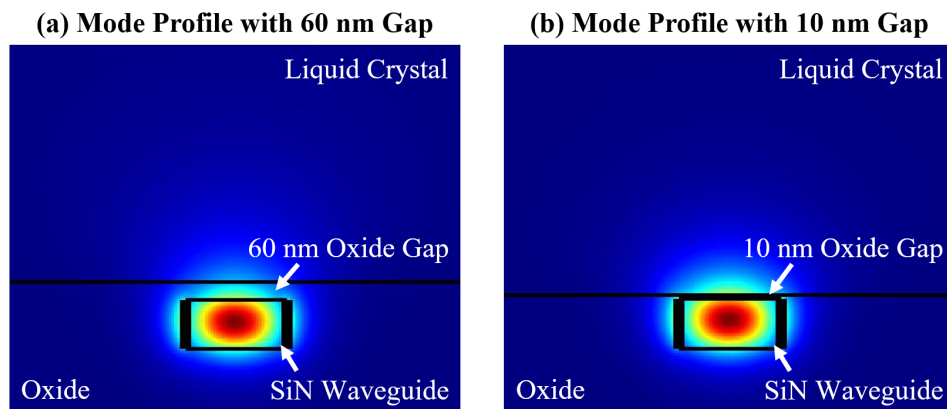 (a) Mode Profile with 60 nm Gap
Liquid Crystal
60 nm Oxide Gap
Oxide
SiN Waveguide
(b) Mode Profile with 10 nm Gap
Liquid Crystal
10 nm Oxide Gap
Oxide
SiN Waveguide